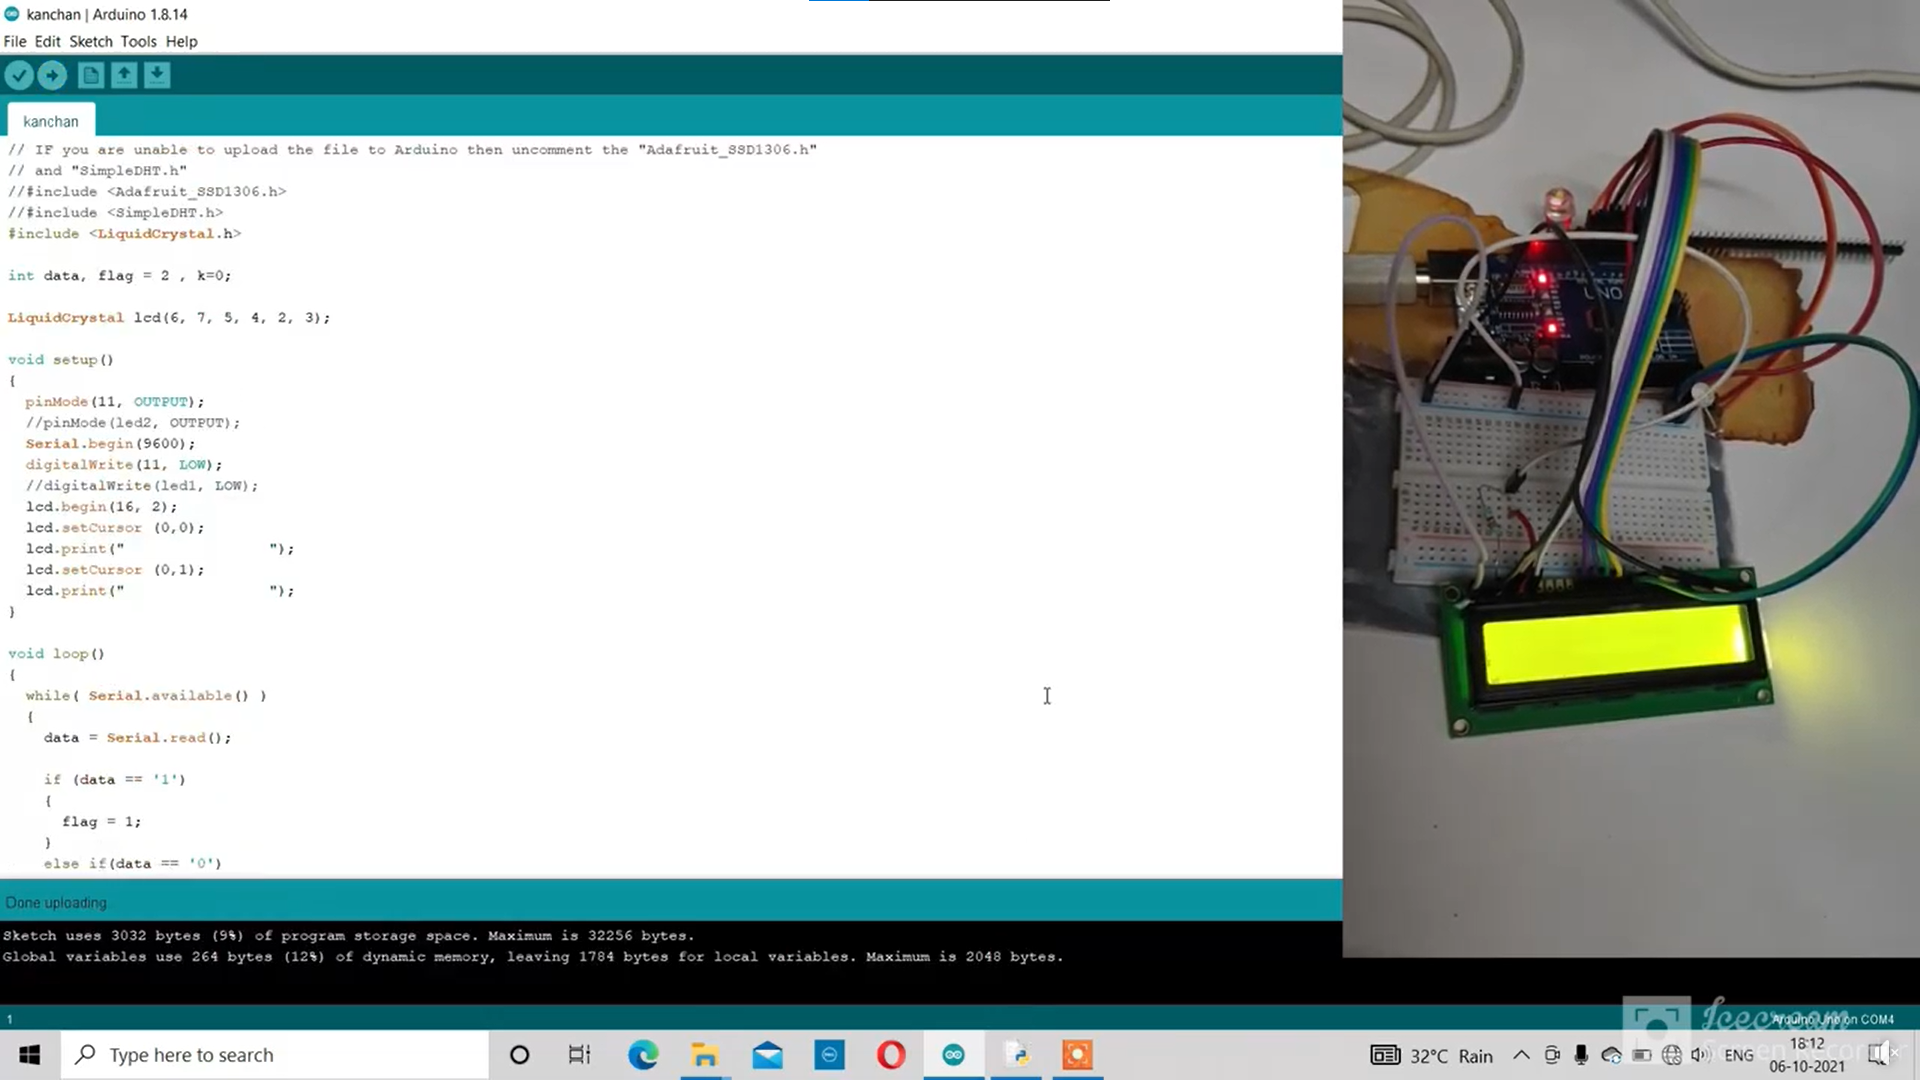 kanchan | Arduino 1.8.14
File Edit Sketch Tools Help
kanchan
// IF you are unable to upload the file to Arduino then uncomment the "Adafruit_SSD1306.h"
// and "SimpleDHT.h"
//#include <Adafruit_SSD1306.h>
//#include <SimpleDHT.h>
#include <LiquidCrystal.h>
int data, flag = 2 , k=0;
LiquidCrystal lcd(6, 7, 5, 4, 2, 3);
void setup()
{
pinMode(11, OUTPUT);
//pinMode(led2, OUTPUT);
Serial.begin(9600);
digitalWrite(11, LOW);
//digitalWrite(led1, LOW);
lcd.begin(16, 2);
lcd.setCursor (0,0);
lcd.print("                ");
lcd.setCursor (0,1);
lcd.print("                ");
}
void loop()
{
while( Serial.available() )
{
data = Serial.read();
if (data == '1')
{
flag = 1;
}
else if(data == '0')
UNO
Done uploading
Sketch uses 3032 bytes (9%) of program storage space. Maximum is 32256 bytes.
Global variables use 264 bytes (12%) of dynamic memory, leaving 1784 bytes for local variables. Maximum is 2048 bytes.
1
Arduino Uno on COM4
Icecream
Screen Recorder
Type here to search
32°C Rain
ENG
18:12
06-10-2021